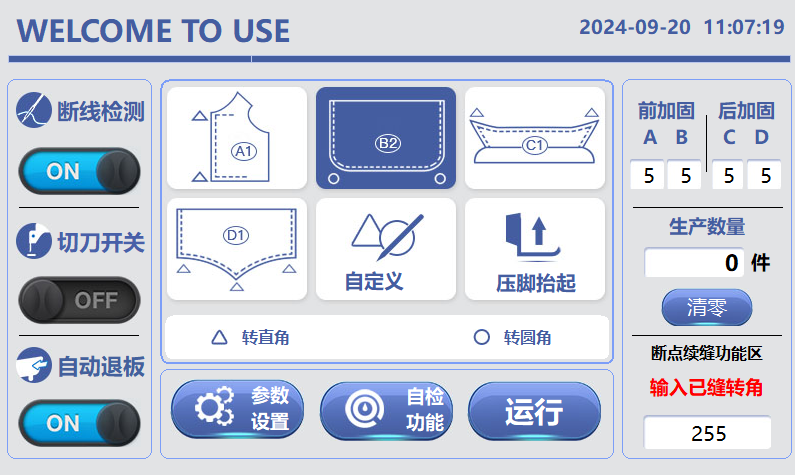 WELCOME TO USE
2024-09-20 11:07:19
断线检测
ON
切刀开关
OFF
自动退板
ON
A1
B2
C1
D1
自定义
压脚抬起
转直角
转圆角
参数
设置
自检
功能
运行
前加固 后加固
A B C D
5 5 5 5
生产数量
0 件
清零
断点续缝功能区
输入已缝转角
255